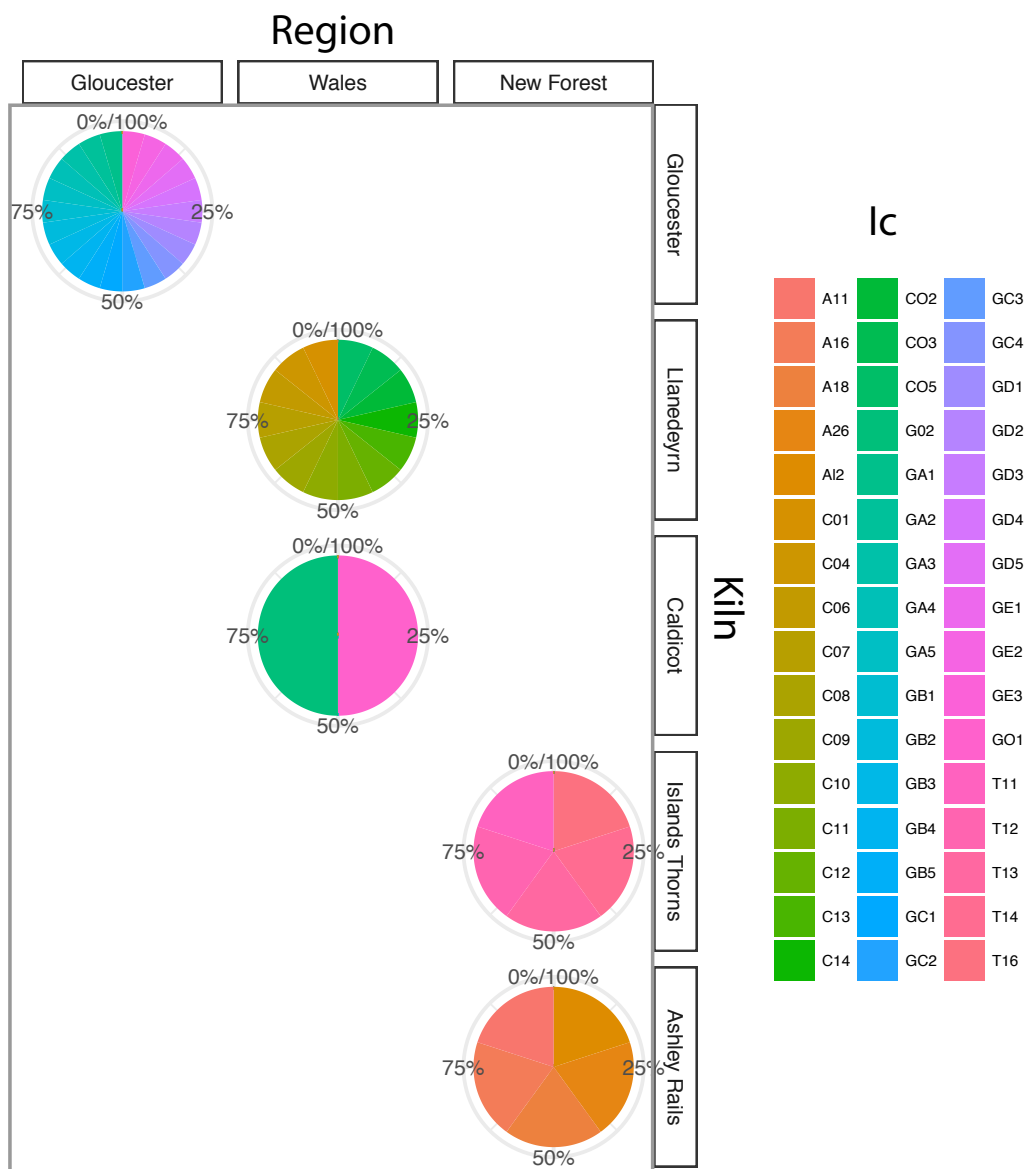 Region
Gloucester
Wales
New Forest
0%/100%
75%
25%
50%
Gloucester
0%/100%
75%
25%
50%
Llanedeyrn
0%/100%
75%
25%
50%
Caldicot
0%/100%
75%
25%
50%
Islands Thorns
0%/100%
75%
25%
50%
Ashley Rails
Kiln
Ic
A11
A16
A18
A26
Al2
C01
C04
C06
C07
C08
C09
C10
C11
C12
C13
C14
CO2
CO3
CO5
G02
GA1
GA2
GA3
GA4
GA5
GB1
GB2
GB3
GB4
GB5
GC1
GC2
GC3
GC4
GD1
GD2
GD3
GD4
GD5
GE1
GE2
GE3
GO1
T11
T12
T13
T14
T16